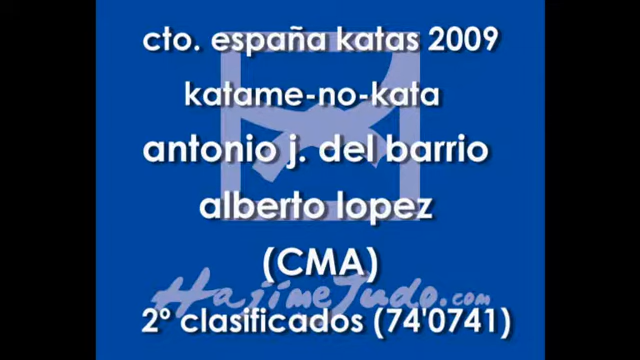 cto. españa katas 2009
katame-no-kata
antonio j. del barrio
alberto lopez
(CMA)
HajimeJudo.com
2º clasificados (74'0741)